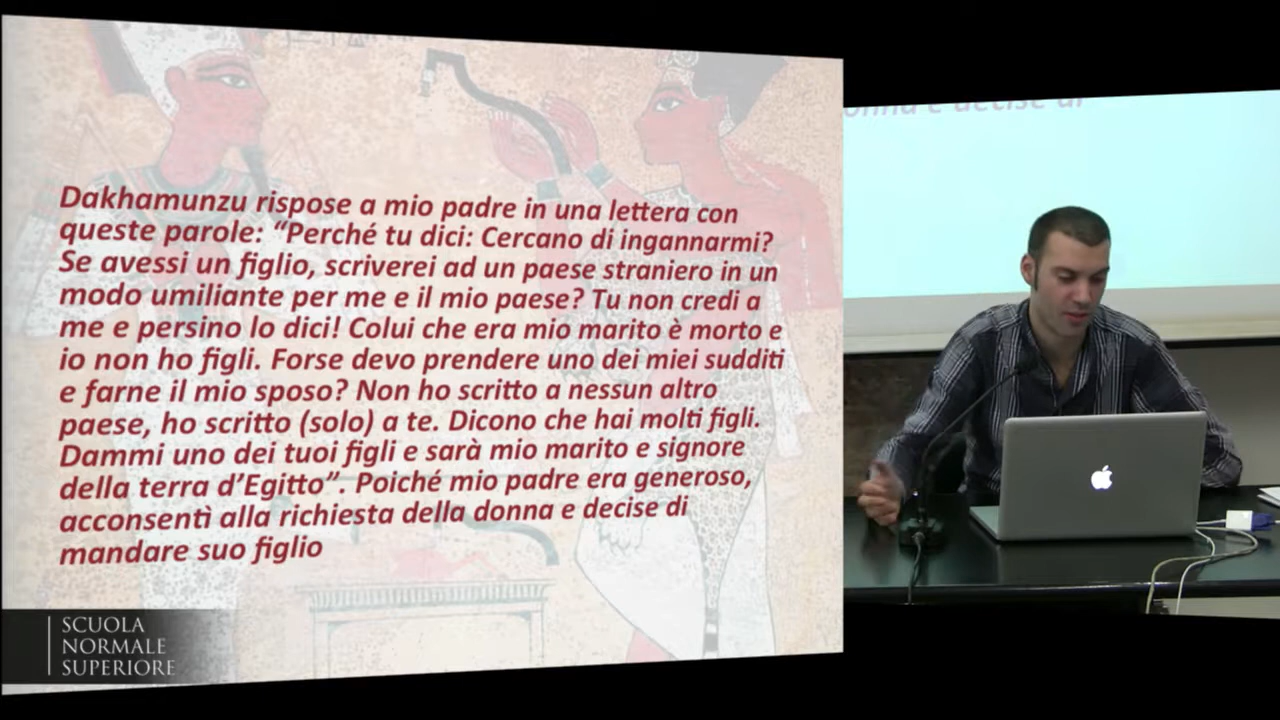 Dakhamunzu rispose a mio padre in una lettera con
queste parole: “Perché tu dici: Cercano di ingannarmi?
Se avessi un figlio, scriverei ad un paese straniero in un
modo umiliante per me e il mio paese? Tu non credi a
me e persino lo dici! Colui che era mio marito è morto e
io non ho figli. Forse devo prendere uno dei miei sudditi
e farne il mio sposo? Non ho scritto a nessun altro
paese, ho scritto (solo) a te. Dicono che hai molti figli.
Dammi uno dei tuoi figli e sarà mio marito e signore
della terra d’Egitto”. Poiché mio padre era generoso,
acconsentì alla richiesta della donna e decise di
mandare suo figlio
donna e decise di
SCUOLA
NORMALE
SUPERIORE